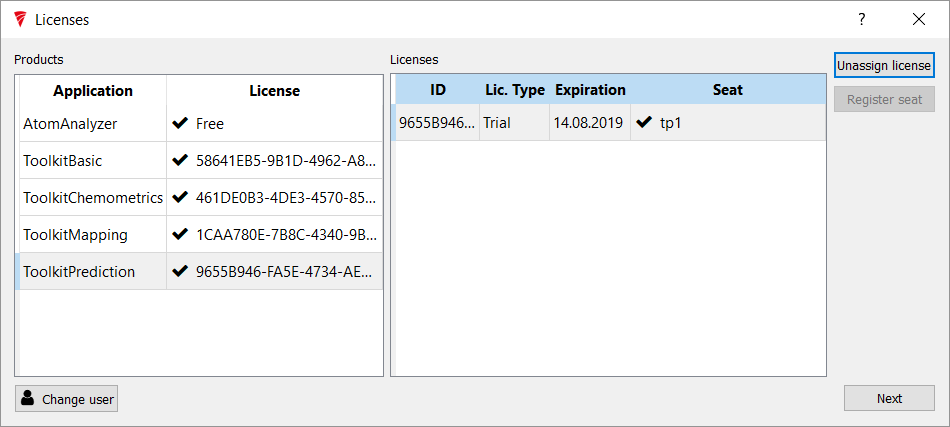 Licenses
?
Products
Licenses
Unassign license
Register seat
Application License
AtomAnalyzer Free
ToolkitBasic 58641EB5-9B1D-4962-A8...
ToolkitChemometrics 461DE0B3-4DE3-4570-85...
ToolkitMapping 1CAA780E-7B8C-4340-9B...
ToolkitPrediction 9655B946-FA5E-4734-AE...
ID Lic. Type Expiration Seat
9655B946... Trial 14.08.2019 tp1
Change user
Next